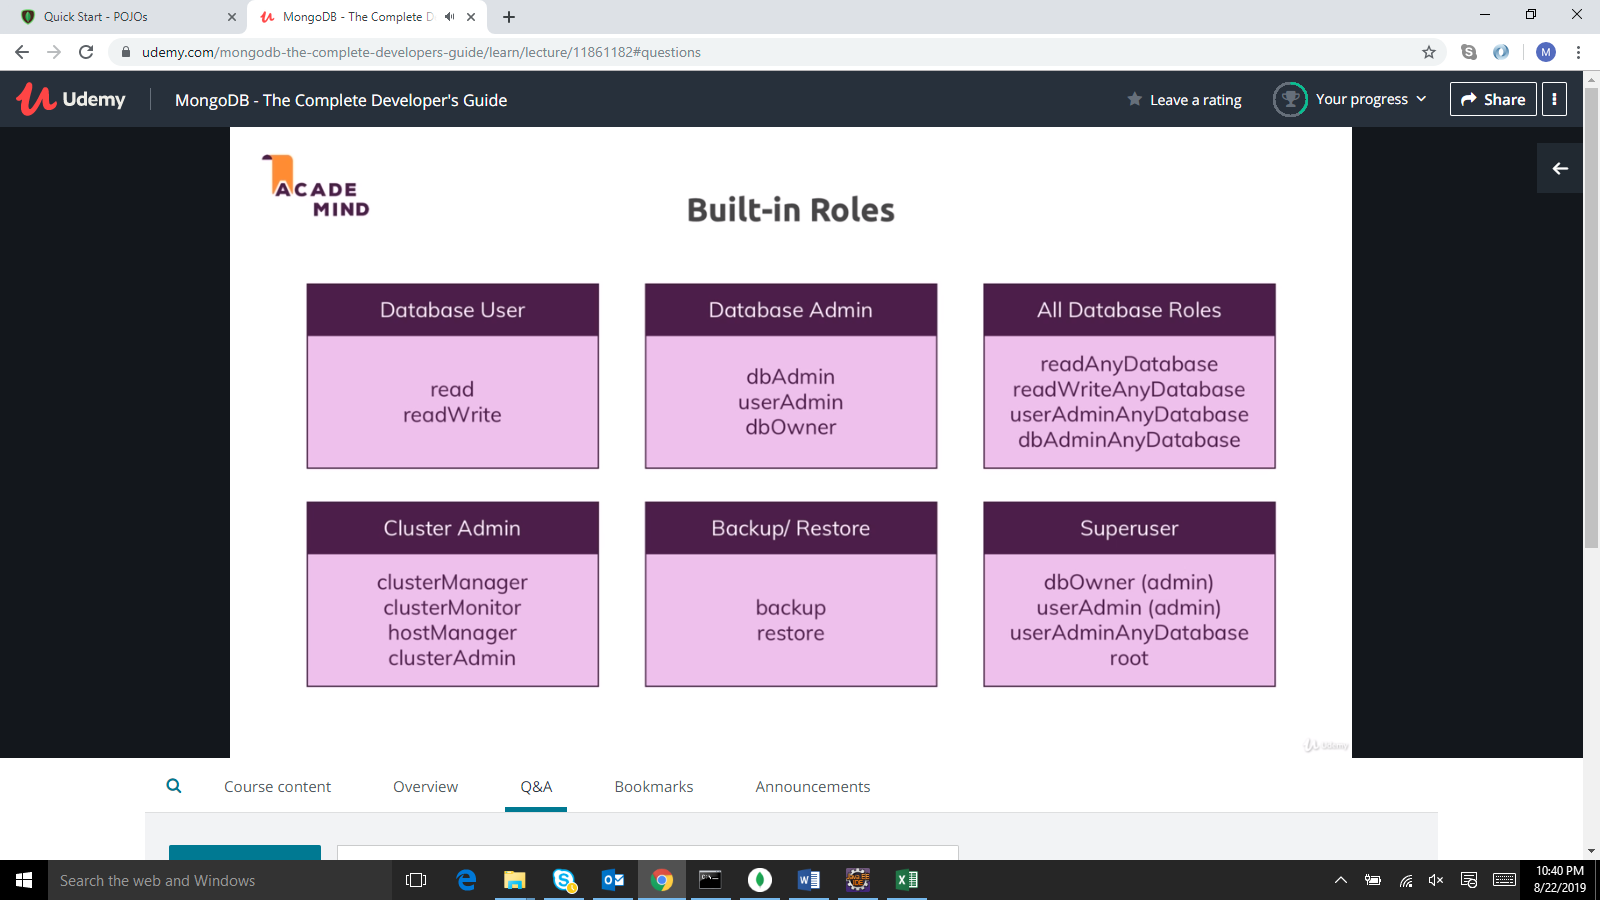 Quick Start - POJOs
MongoDB - The Complete D
udemy.com/mongodb-the-complete-developers-guide/learn/lecture/11861182#questions
M
Udemy
MongoDB - The Complete Developer's Guide
Leave a rating
Your progress
Share
ACADE
MIND
Built-in Roles
Database User
read
readWrite
Database Admin
dbAdmin
userAdmin
dbOwner
All Database Roles
readAnyDatabase
readWriteAnyDatabase
userAdminAnyDatabase
dbAdminAnyDatabase
Cluster Admin
clusterManager
clusterMonitor
hostManager
clusterAdmin
Backup/ Restore
backup
restore
Superuser
dbOwner (admin)
userAdmin (admin)
userAdminAnyDatabase
root
Udemy
Course content
Overview
Q&A
Bookmarks
Announcements
Search the web and Windows
10:40 PM
8/22/2019